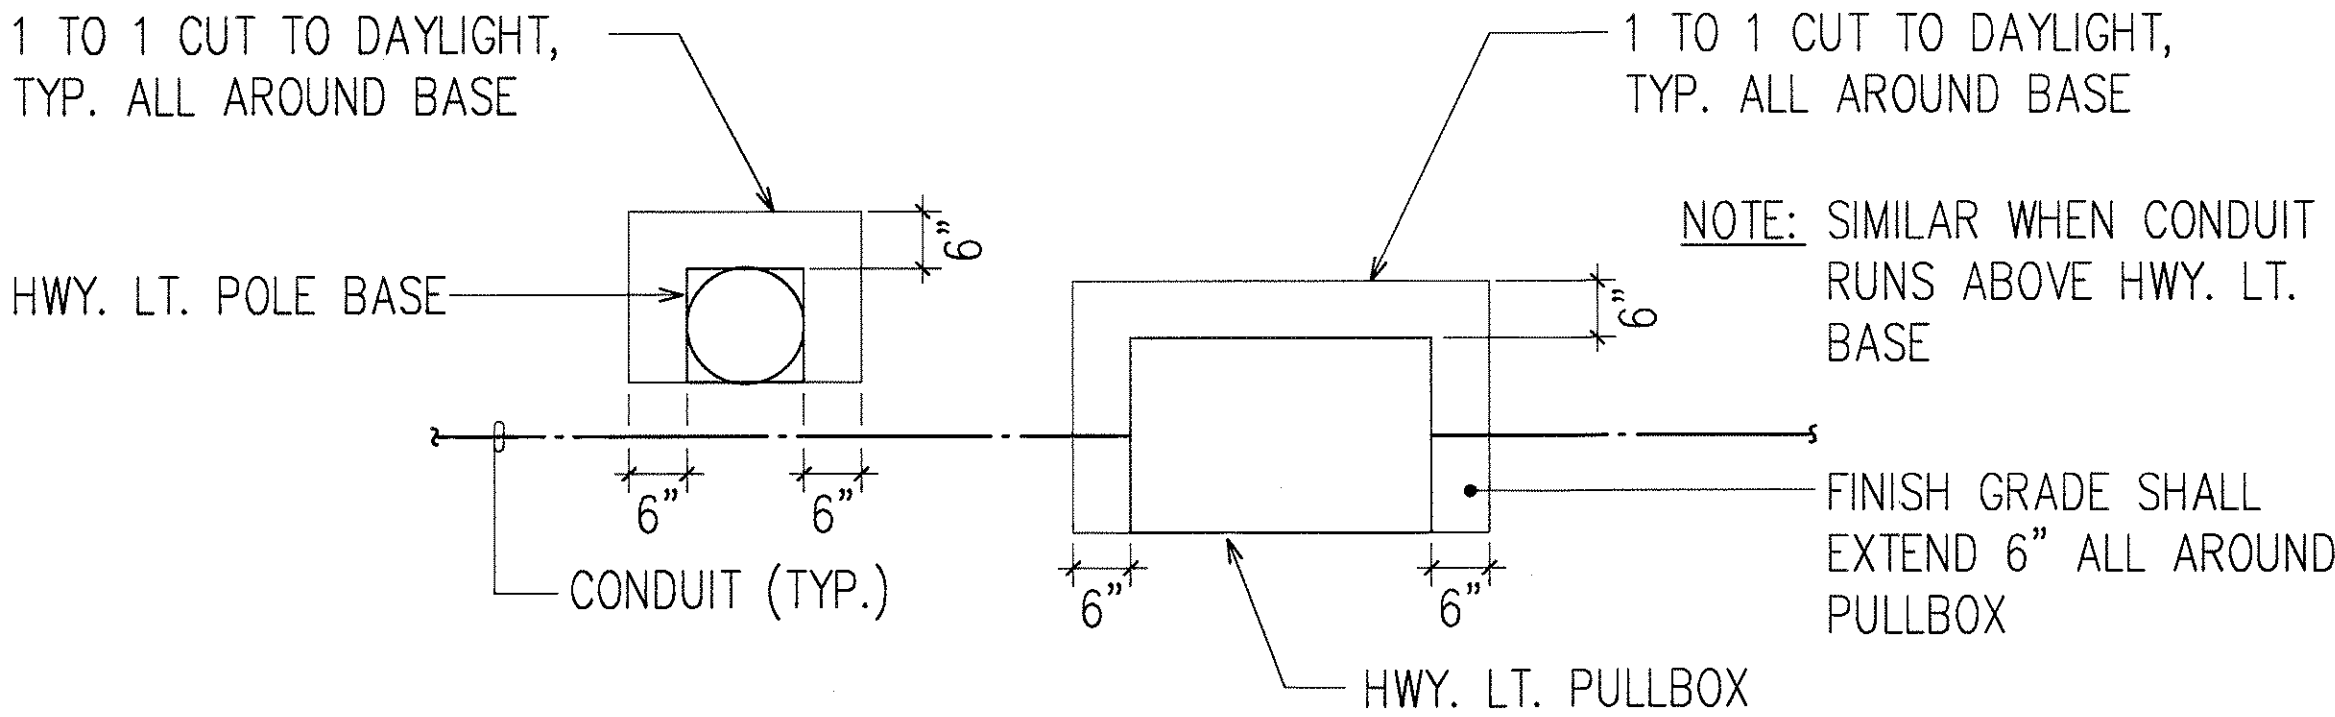 1 TO 1 CUT TO DAYLIGHT,
TYP. ALL AROUND BASE
1 TO 1 CUT TO DAYLIGHT,
TYP. ALL AROUND BASE
NOTE: SIMILAR WHEN CONDUIT
RUNS ABOVE HWY. LT.
BASE
6"
HWY. LT. POLE BASE
6"
6"
6"
CONDUIT (TYP.)
6"
6"
FINISH GRADE SHALL
EXTEND 6" ALL AROUND
PULLBOX
HWY. LT. PULLBOX